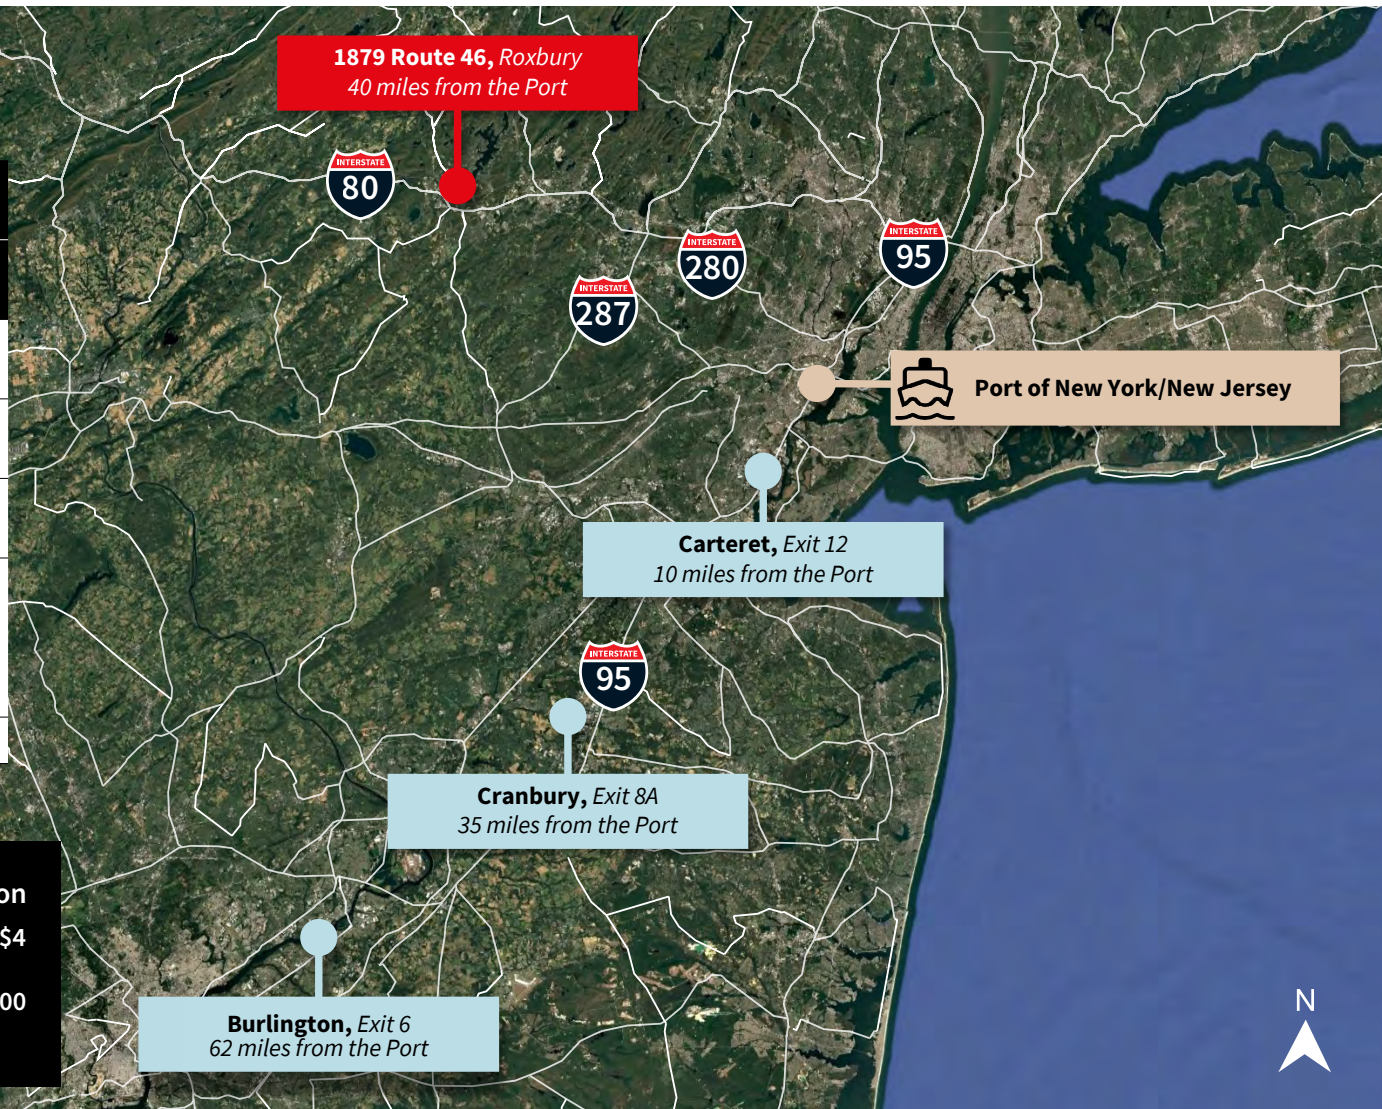 1879 Route 46, Roxbury
40 miles from the Port
INTERSTATE
80
INTERSTATE
280
INTERSTATE
95
INTERSTATE
287
Port of New York/New Jersey
Carteret, Exit 12
10 miles from the Port
INTERSTATE
95
Cranbury, Exit 8A
35 miles from the Port
on
$4
00
Burlington, Exit 6
62 miles from the Port
N